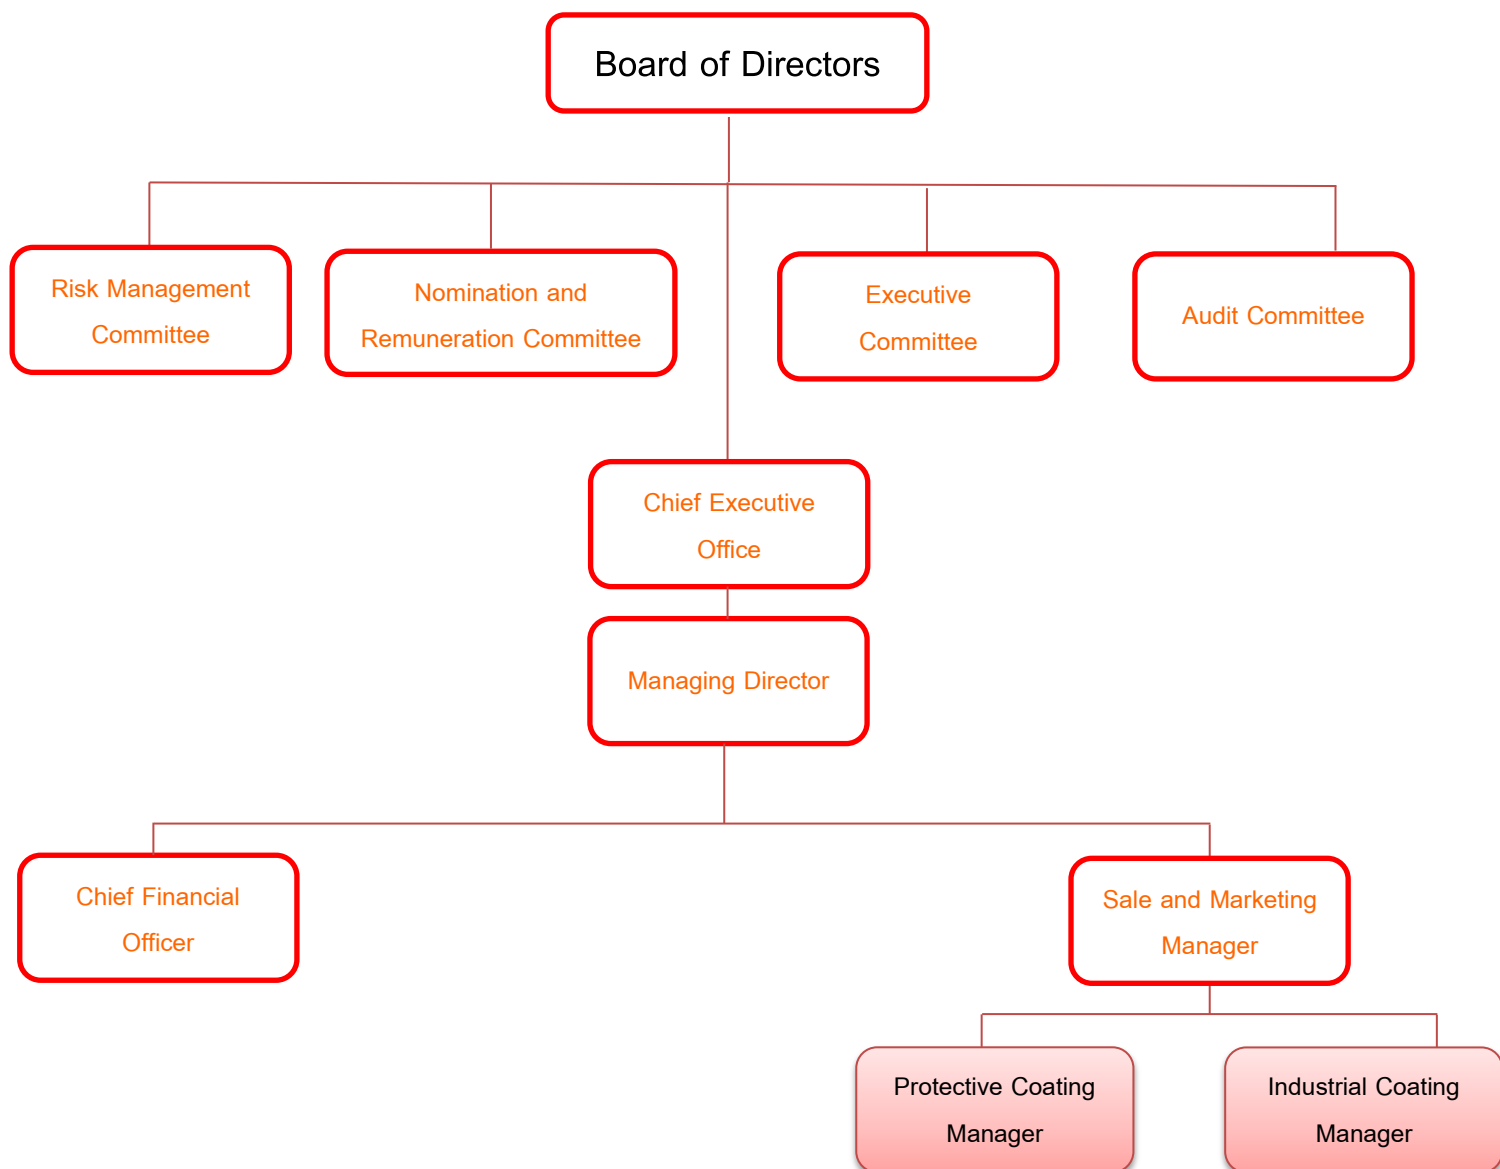 Board of Directors
Risk Management
Committee
Nomination and
Remuneration Committee
Executive
Committee
Audit Committee
Chief Executive
Office
Managing Director
Chief Financial
Officer
Sale and Marketing
Manager
Protective Coating
Manager
Industrial Coating
Manager